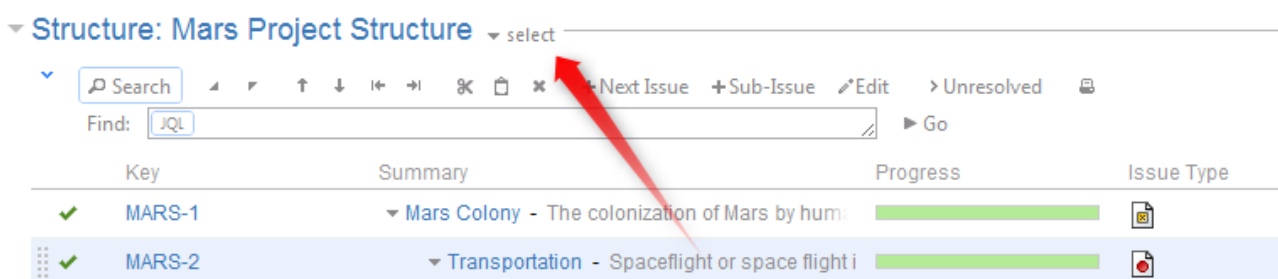 Structure: Mars Project Structure select
Search + Next Issue + Sub-Issue Edit > Unresolved
Find: JQL Go
Key Summary Progress Issue Type
MARS-1 Mars Colony - The colonization of Mars by hum
MARS-2 Transportation - Spaceflight or space flight i